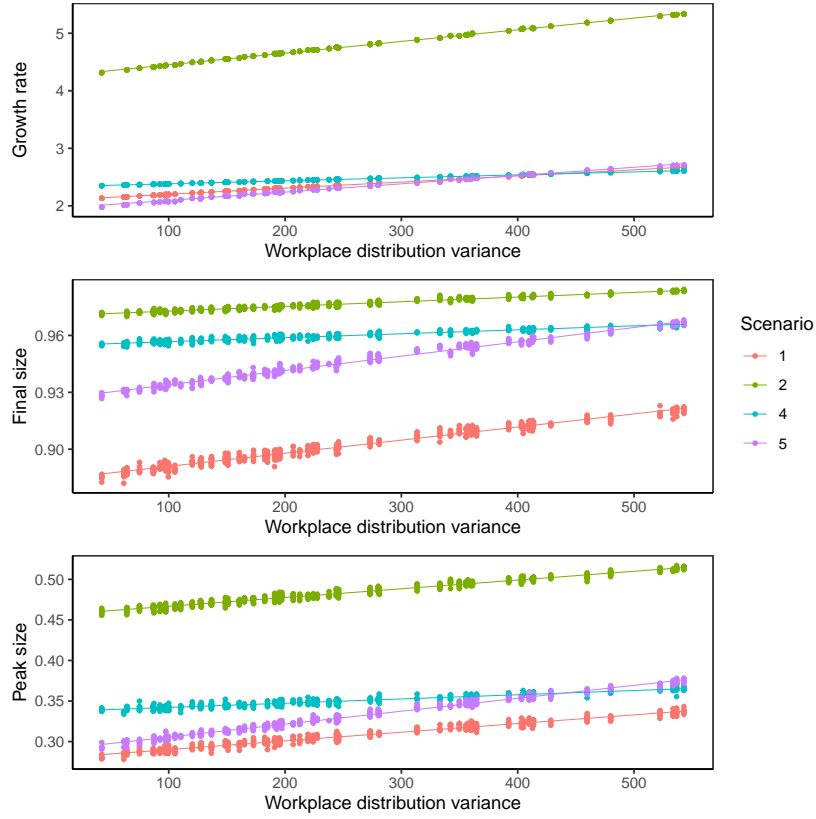 Growth rate
5
4
3
2
100 200 300 400 500
Workplace distribution variance
Final size
0.96
0.93
0.90
100 200 300 400 500
Workplace distribution variance
Scenario
1
2
4
5
Peak size
0.50
0.45
0.40
0.35
0.30
100 200 300 400 500
Workplace distribution variance